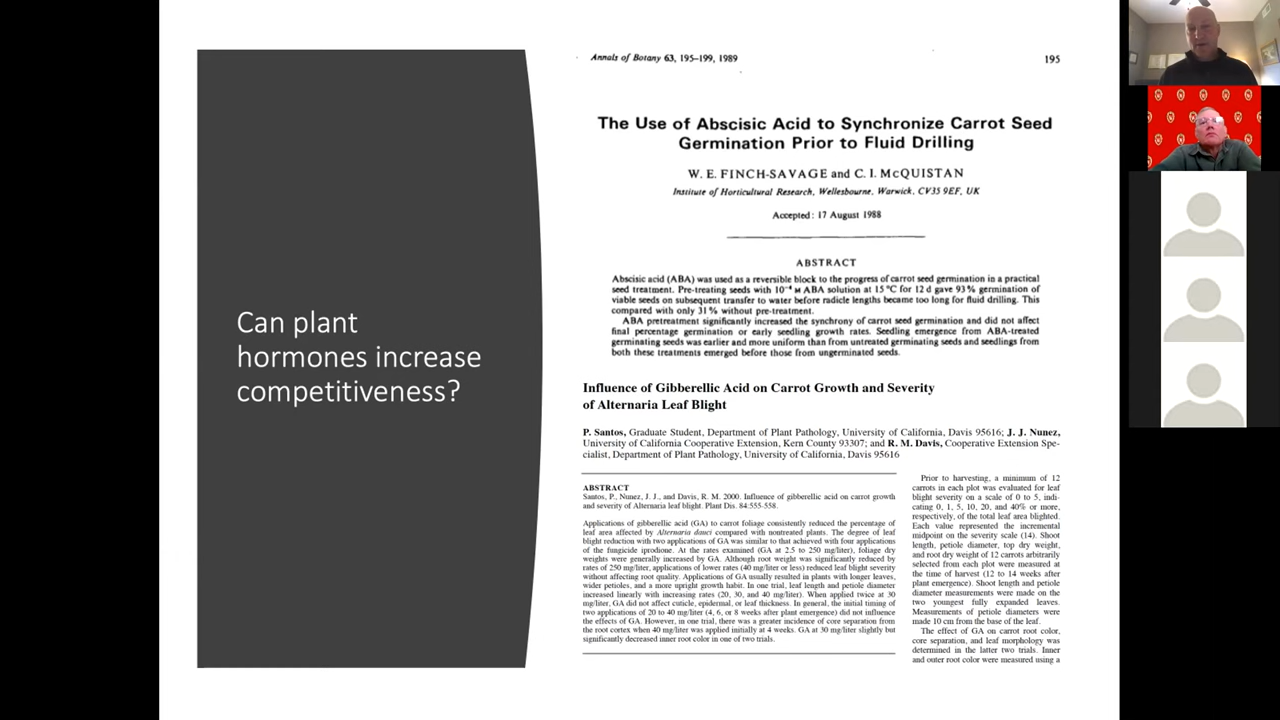 Can plant
hormones increase
competitiveness?
Annals of Botany 63, 195–199, 1989
195
The Use of Abscisic Acid to Synchronize Carrot Seed
Germination Prior to Fluid Drilling
W. E. FINCH-SAVAGE and C. I. McQUISTAN
Institute of Horticultural Research, Wellesbourne, Warwick, CV35 9EF, UK
Accepted: 17 August 1988
ABSTRACT
Abscisic acid (ABA) was used as a reversible block to the progress of carrot seed germination in a practical
seed treatment. Pre-treating seeds with 10⁻⁴ M ABA solution at 15 °C for 12 d gave 93% germination of
viable seeds on subsequent transfer to water before radicle lengths became too long for fluid drilling. This
compared with only 31% without pre-treatment.
ABA pretreatment significantly increased the synchrony of carrot seed germination and did not affect
final percentage germination or early seedling growth rates. Seedling emergence from ABA-treated
germinating seeds was earlier and more uniform than from untreated germinating seeds and seedlings from
both these treatments emerged before those from ungerminated seeds.
Influence of Gibberellic Acid on Carrot Growth and Severity
of Alternaria Leaf Blight
P. Santos, Graduate Student, Department of Plant Pathology, University of California, Davis 95616; J. J. Nunez,
University of California Cooperative Extension, Kern County 93307; and R. M. Davis, Cooperative Extension Spe-
cialist, Department of Plant Pathology, University of California, Davis 95616
ABSTRACT
Santos, P., Nunez, J. J., and Davis, R. M. 2000. Influence of gibberellic acid on carrot growth
and severity of Alternaria leaf blight. Plant Dis. 84:555-558.
Applications of gibberellic acid (GA) to carrot foliage consistently reduced the percentage of
leaf area affected by Alternaria dauci compared with nontreated plants. The degree of leaf
blight reduction with two applications of GA was similar to that achieved with four applications
of the fungicide iprodione. At the rates examined (GA at 2.5 to 250 mg/liter), foliage dry
weights were generally increased by GA. Although root weight was significantly reduced by
rates of 250 mg/liter, applications of lower rates (40 mg/liter or less) reduced leaf blight severity
without affecting root quality. Applications of GA usually resulted in plants with longer leaves,
wider petioles, and a more upright growth habit. In one trial, leaf length and petiole diameter
increased linearly with increasing rates (20, 30, and 40 mg/liter). When applied twice at 30
mg/liter, GA did not affect cuticle, epidermal, or leaf thickness. In general, the initial timing of
two applications of 20 to 40 mg/liter (4, 6, or 8 weeks after plant emergence) did not influence
the effects of GA. However, in one trial, there was a greater incidence of core separation from
the root cortex when 40 mg/liter was applied initially at 4 weeks. GA at 30 mg/liter slightly but
significantly decreased inner root color in one of two trials.
Prior to harvesting, a minimum of 12
carrots in each plot was evaluated for leaf
blight severity on a scale of 0 to 5, indi-
cating 0, 1, 5, 10, 20, and 40% or more,
respectively, of the total leaf area blighted.
Each value represented the incremental
midpoint on the severity scale (14). Shoot
length, petiole diameter, top dry weight,
and root dry weight of 12 carrots arbitrarily
selected from each plot were measured at
the time of harvest (12 to 14 weeks after
plant emergence). Shoot length and petiole
diameter measurements were made on the
two youngest fully expanded leaves.
Measurements of petiole diameters were
made 10 cm from the base of the leaf.
The effect of GA on carrot root color,
core separation, and leaf morphology was
determined in the latter two trials. Inner
and outer root color were measured using a